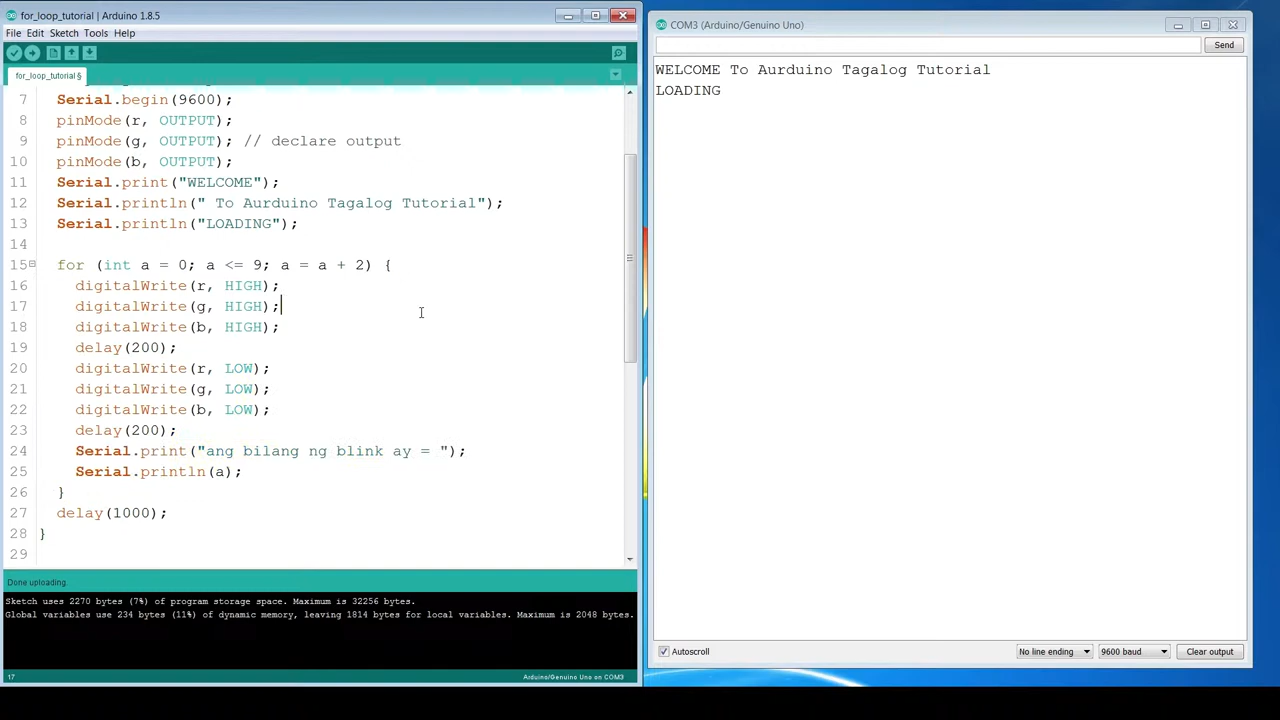 for_loop_tutorial | Arduino 1.8.5
File Edit Sketch Tools Help
for_loop_tutorial §
7 Serial.begin(9600);
8 pinMode(r, OUTPUT);
9 pinMode(g, OUTPUT); // declare output
10 pinMode(b, OUTPUT);
11 Serial.print("WELCOME");
12 Serial.println(" To Aurduino Tagalog Tutorial");
13 Serial.println("LOADING");
14
15 for (int a = 0; a <= 9; a = a + 2) {
16 digitalWrite(r, HIGH);
17 digitalWrite(g, HIGH);
18 digitalWrite(b, HIGH);
19 delay(200);
20 digitalWrite(r, LOW);
21 digitalWrite(g, LOW);
22 digitalWrite(b, LOW);
23 delay(200);
24 Serial.print("ang bilang ng blink ay = ");
25 Serial.println(a);
26 }
27 delay(1000);
28 }
29
Done uploading.
Sketch uses 2270 bytes (7%) of program storage space. Maximum is 32256 bytes.
Global variables use 234 bytes (11%) of dynamic memory, leaving 1814 bytes for local variables. Maximum is 2048 bytes.
17 Arduino/Genuino Uno on COM3
COM3 (Arduino/Genuino Uno)
Send
WELCOME To Aurduino Tagalog Tutorial
LOADING
Autoscroll No line ending 9600 baud Clear output